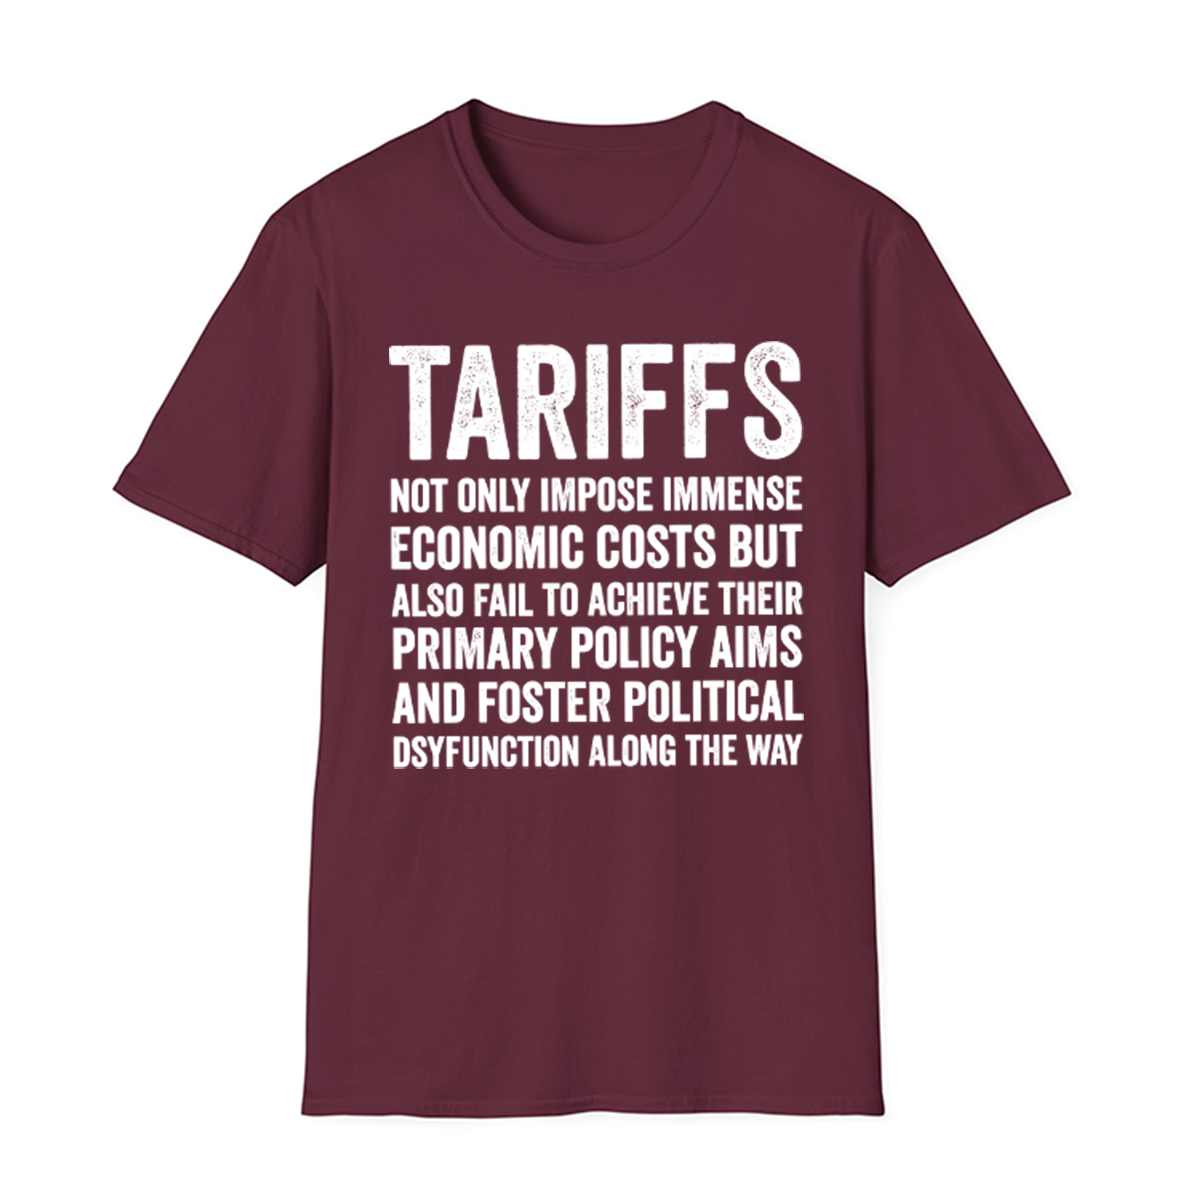 TARIFFS
NOT ONLY IMPOSE IMMENSE
ECONOMIC COSTS BUT
ALSO FAIL TO ACHIEVE THEIR
PRIMARY POLICY AIMS
AND FOSTER POLITICAL
DSYFUNCTION ALONG THE WAY